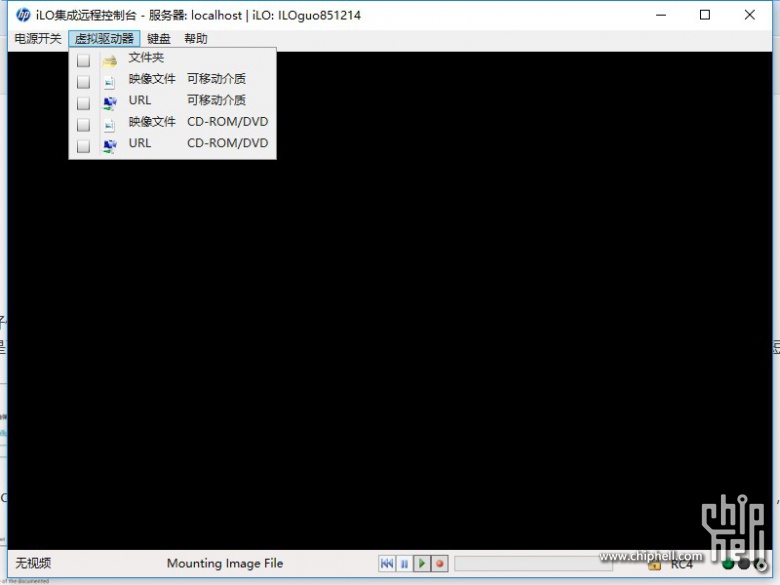 iLO集成远程控制台 - 服务器: localhost | iLO: ILOguo851214
电源开关 虚拟驱动器 键盘 帮助
文件夹
映像文件 可移动介质
URL 可移动介质
映像文件 CD-ROM/DVD
URL CD-ROM/DVD
chip
hell
www.chiphell.com
无视频 Mounting Image File RC4
of the documented